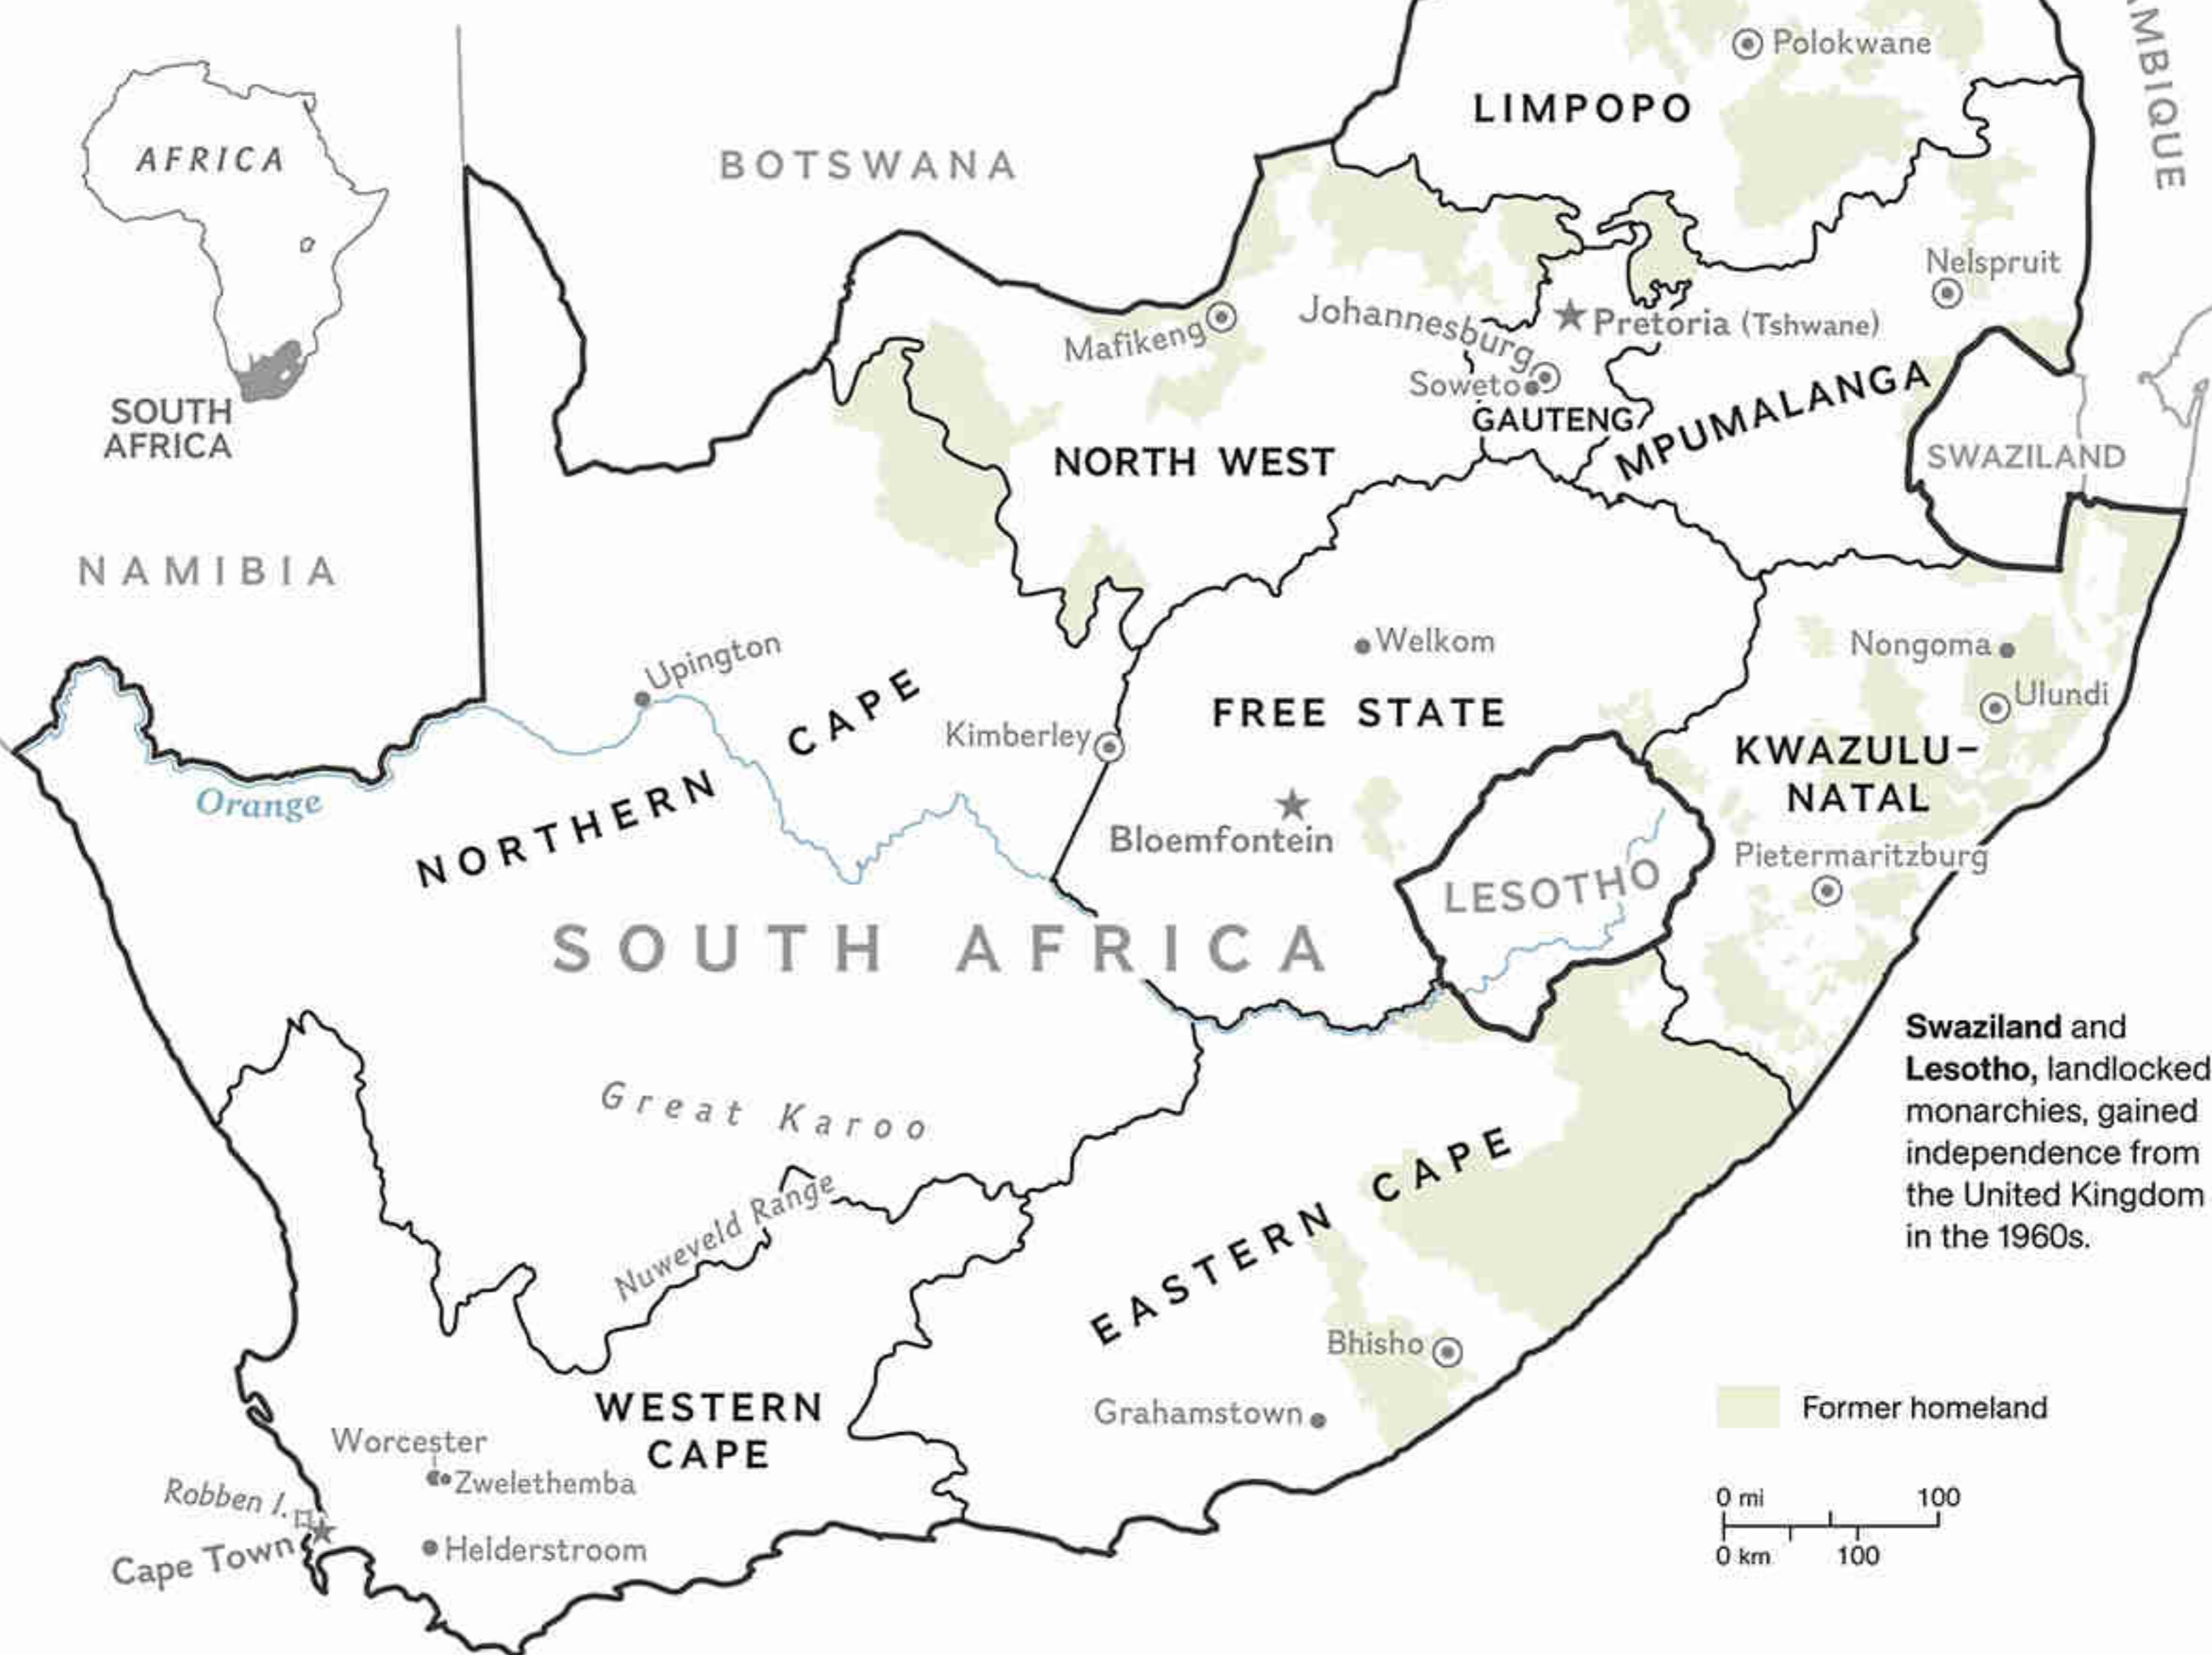 Polokwane
LIMPOPO
AMBIQUE
AFRICA
BOTSWANA
SOUTH
AFRICA
Nelspruit
Johannesburg
Pretoria (Tshwane)
Mafikeng
Soweto
GAUTENG
MPUMALANGA
NORTH WEST
SWAZILAND
NAMIBIA
Upington
Welkom
Nongoma
Ulundi
NORTHERN CAPE
Kimberley
FREE STATE
KWAZULU-
NATAL
Orange
Bloemfontein
Pietermaritzburg
LESOTHO
SOUTH AFRICA
Great Karoo
Nuweveld Range
EASTERN CAPE
Swaziland and
Lesotho, landlocked
monarchies, gained
independence from
the United Kingdom
in the 1960s.
Bhisho
Grahamstown
WESTERN
CAPE
Worcester
Zwelethemba
Robben I.
Cape Town
Helderstroom
Former homeland
0 mi 100
0 km 100